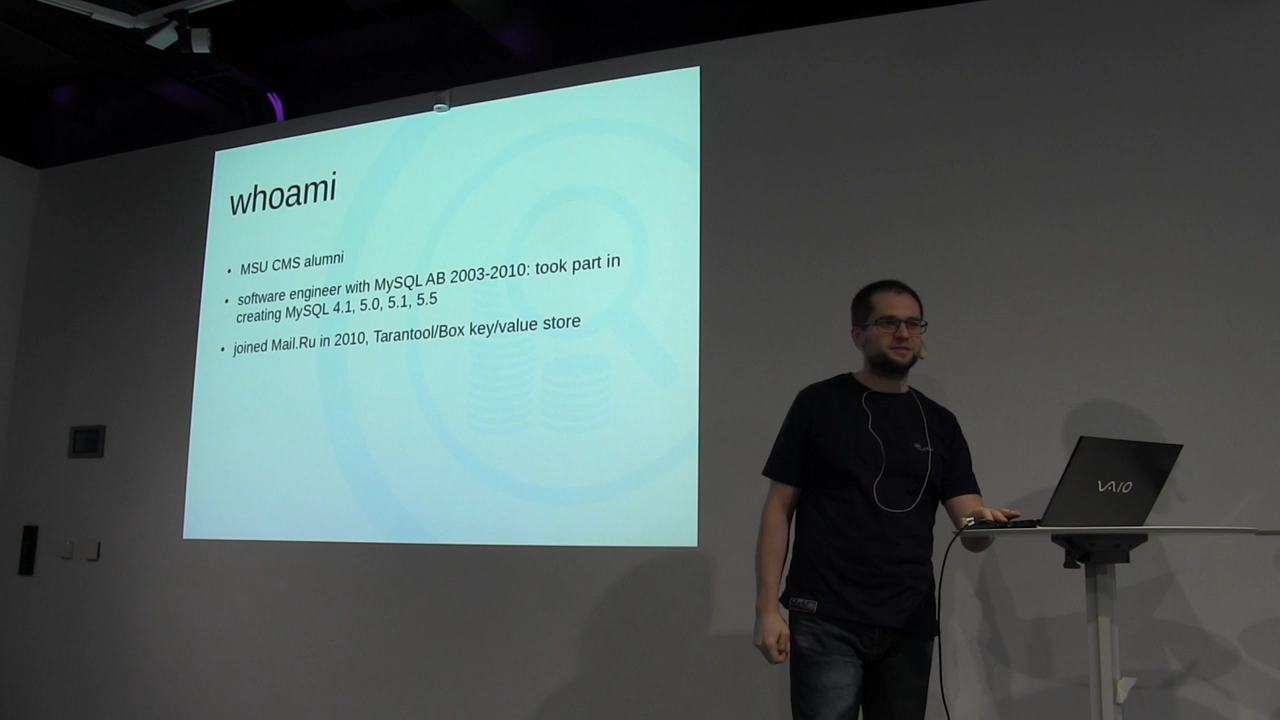 whoami
• MSU CMS alumni
• software engineer with MySQL AB 2003-2010: took part in
creating MySQL 4.1, 5.0, 5.1, 5.5
• joined Mail.Ru in 2010, Tarantool/Box key/value store
VAIO